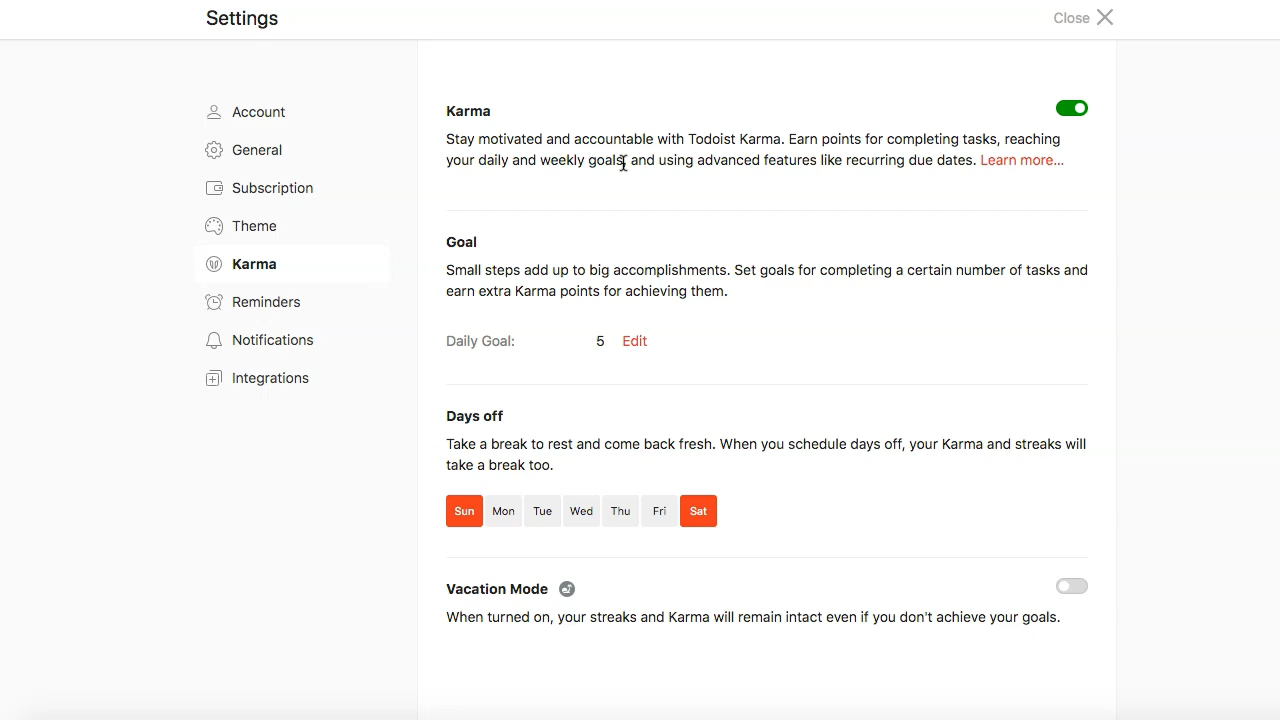 Settings
Close
Account
General
Subscription
Theme
Karma
Reminders
Notifications
Integrations
Karma
Stay motivated and accountable with Todoist Karma. Earn points for completing tasks, reaching
your daily and weekly goals, and using advanced features like recurring due dates. Learn more...
Goal
Small steps add up to big accomplishments. Set goals for completing a certain number of tasks and
earn extra Karma points for achieving them.
Daily Goal: 5 Edit
Days off
Take a break to rest and come back fresh. When you schedule days off, your Karma and streaks will
take a break too.
Sun Mon Tue Wed Thu Fri Sat
Vacation Mode
When turned on, your streaks and Karma will remain intact even if you don't achieve your goals.